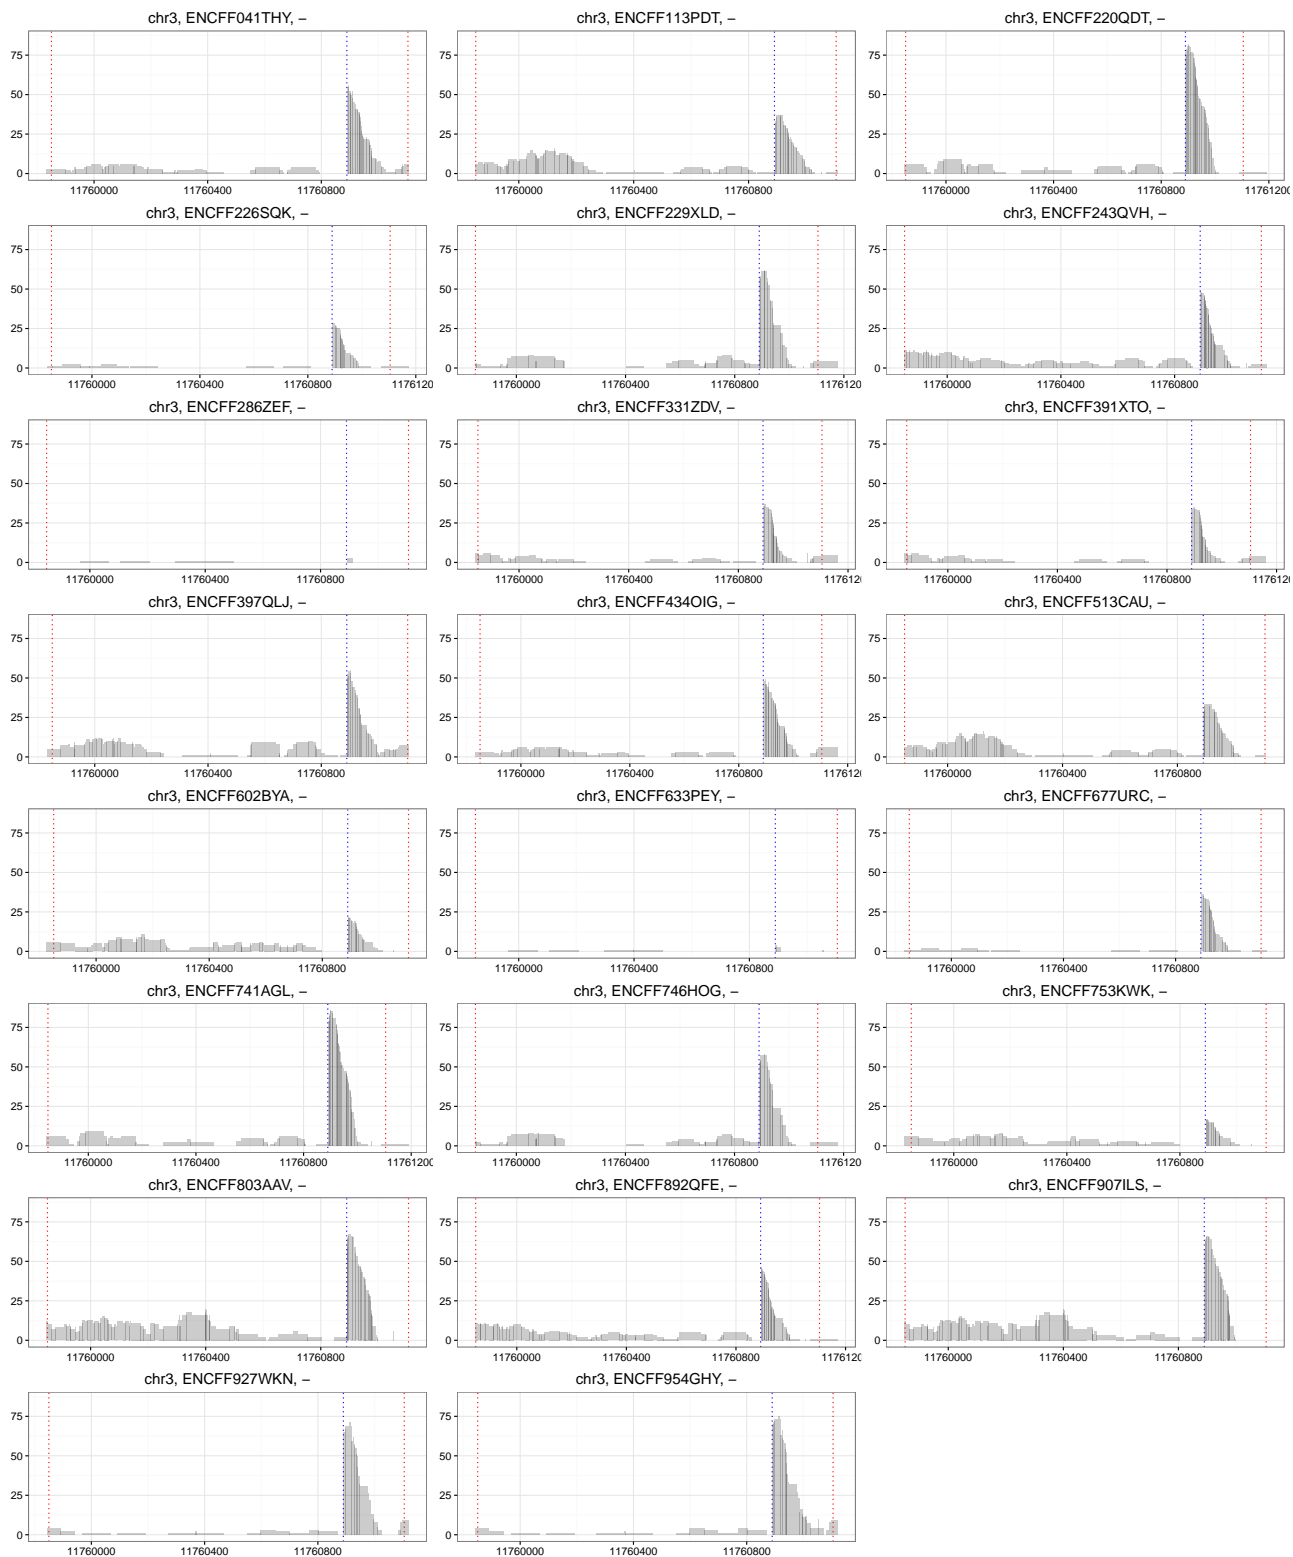 chr3, ENCFF041THY, − chr3, ENCFF113PDT, − chr3, ENCFF220QDT, −
75 75 75
50 50 50
25 25 25
0 0 0
11760000 11760400 11760800 11760000 11760400 11760800 11760000 11760400 11760800 1176120
chr3, ENCFF226SQK, − chr3, ENCFF229XLD, − chr3, ENCFF243QVH, −
75 75 75
50 50 50
25 25 25
0 0 0
11760000 11760400 11760800 1176120 11760000 11760400 11760800 1176120 11760000 11760400 11760800
chr3, ENCFF286ZEF, − chr3, ENCFF331ZDV, − chr3, ENCFF391XTO, −
75 75 75
50 50 50
25 25 25
0 0 0
11760000 11760400 11760800 11760000 11760400 11760800 117612 11760000 11760400 11760800 117612
chr3, ENCFF397QLJ, − chr3, ENCFF434OIG, − chr3, ENCFF513CAU, −
75 75 75
50 50 50
25 25 25
0 0 0
11760000 11760400 11760800 11760000 11760400 11760800 11761 11760000 11760400 11760800
chr3, ENCFF602BYA, − chr3, ENCFF633PEY, − chr3, ENCFF677URC, −
75 75 75
50 50 50
25 25 25
0 0 0
11760000 11760400 11760800 11760000 11760400 11760800 11760000 11760400 11760800
chr3, ENCFF741AGL, − chr3, ENCFF746HOG, − chr3, ENCFF753KWK, −
75 75 75
50 50 50
25 25 25
0 0 0
11760000 11760400 11760800 1176120 11760000 11760400 11760800 1176120 11760000 11760400 11760800
chr3, ENCFF803AAV, − chr3, ENCFF892QFE, − chr3, ENCFF907ILS, −
75 75 75
50 50 50
25 25 25
0 0 0
11760000 11760400 11760800 11760000 11760400 11760800 117612 11760000 11760400 11760800
chr3, ENCFF927WKN, − chr3, ENCFF954GHY, −
75 75
50 50
25 25
0 0
11760000 11760400 11760800 11760000 11760400 11760800